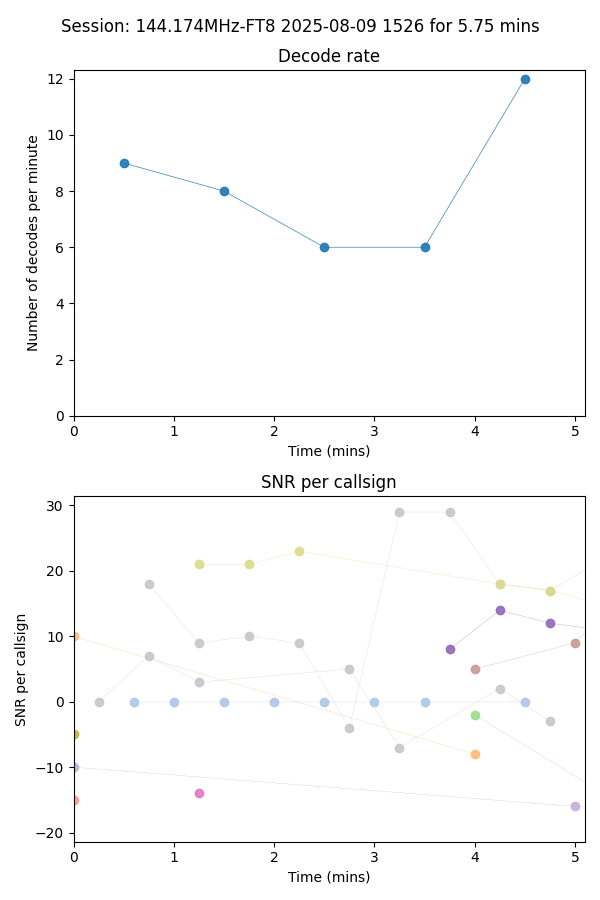 Session: 144.174MHz-FT8 2025-08-09 1526 for 5.75 mins
Decode rate
12
10
8
6
4
2
0
Number of decodes per minute
0 1 2 3 4 5
Time (mins)
SNR per callsign
30
20
10
0
−10
−20
SNR per callsign
0 1 2 3 4 5
Time (mins)